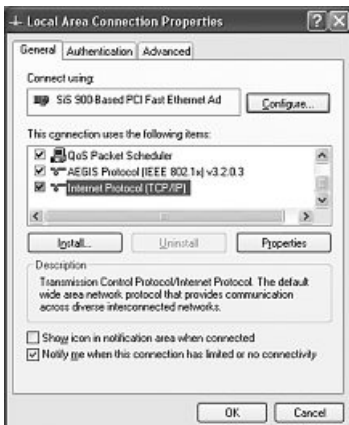 Local Area Connection Properties
General Authentication Advanced
Connect using:
SiS 900-Based PCI Fast Ethernet Ad
Configure...
This connection uses the following items:
QoS Packet Scheduler
AEGIS Protocol (IEEE 802.1x) v3.2.0.3
Internet Protocol (TCP/IP)
Install... Uninstall Properties
Description
Transmission Control Protocol/Internet Protocol. The default
wide area network protocol that provides communication
across diverse interconnected networks.
Show icon in notification area when connected
Notify me when this connection has limited or no connectivity
OK Cancel